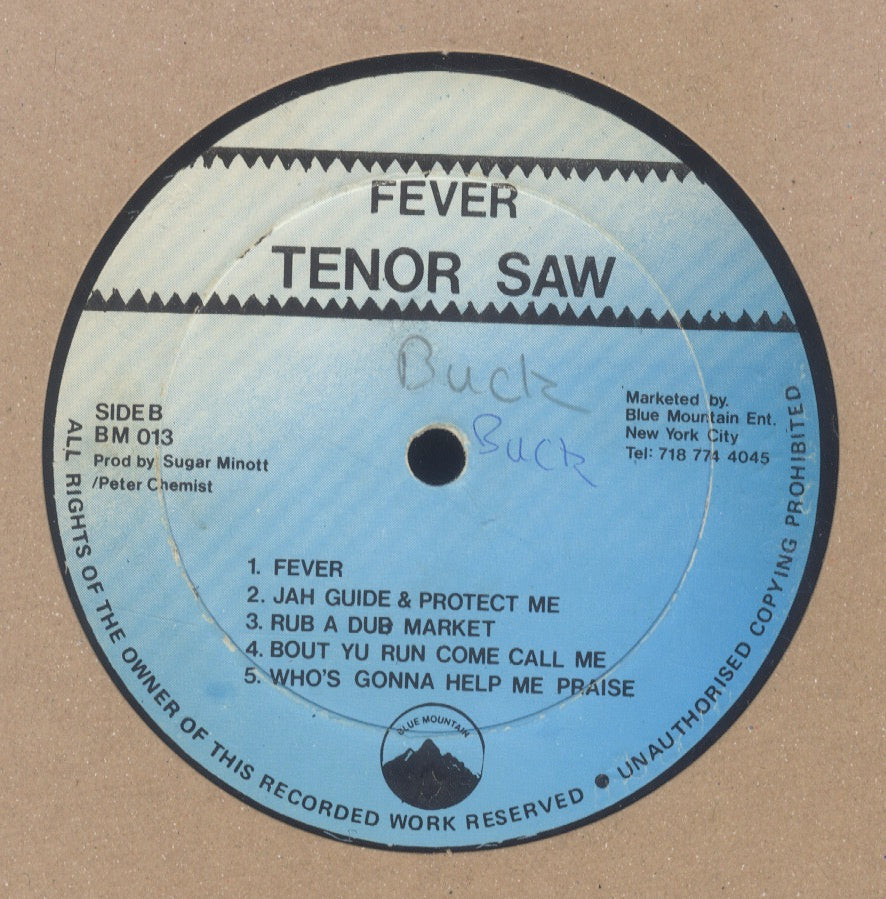 FEVER
TENOR SAW
Buck
Buck
SIDE B
BM 013
Prod by Sugar Minott
/Peter Chemist
Marketed by.
Blue Mountain Ent.
New York City
Tel: 718 774 4045
1. FEVER
2. JAH GUIDE & PROTECT ME
3. RUB A DUB MARKET
4. BOUT YU RUN COME CALL ME
5. WHO'S GONNA HELP ME PRAISE
BLUE MOUNTAIN
ALL RIGHTS OF THE OWNER OF THIS RECORDED WORK RESERVED ● UNAUTHORISED COPYING PROHIBITED